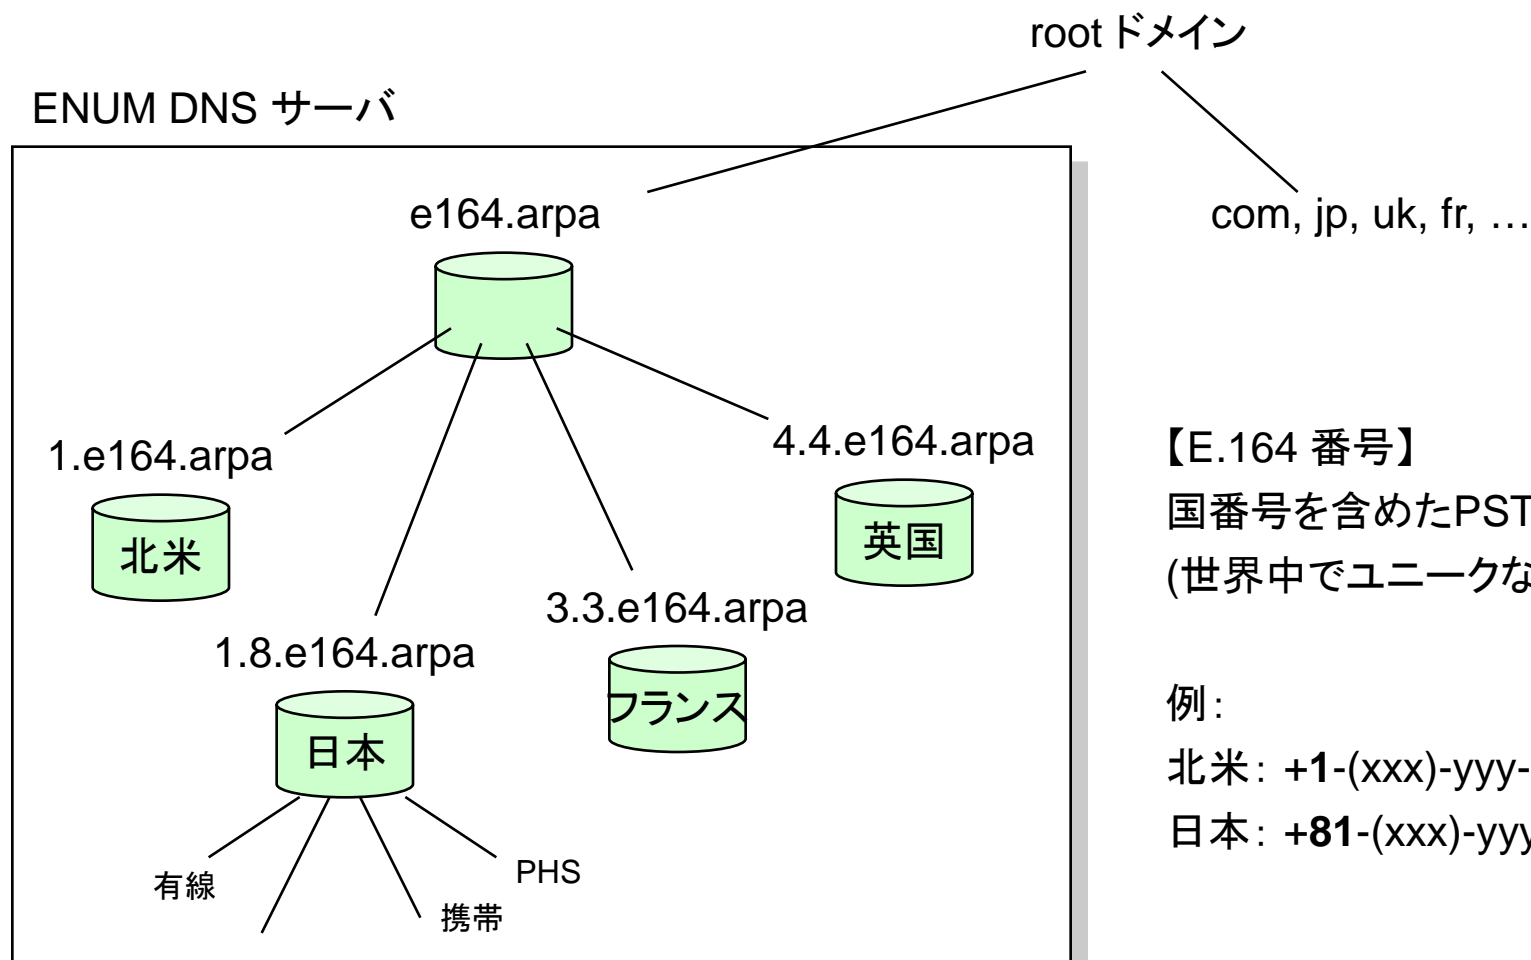 root ドメイン
ENUM DNS サーバ
e164.arpa
com, jp, uk, fr, …
1.e164.arpa
北米
4.4.e164.arpa
英国
3.3.e164.arpa
フランス
1.8.e164.arpa
日本
有線
携帯
PHS
【E.164 番号】
国番号を含めたPST
(世界中でユニークな
例:
北米: +1-(xxx)-yyy-
日本: +81-(xxx)-yyy